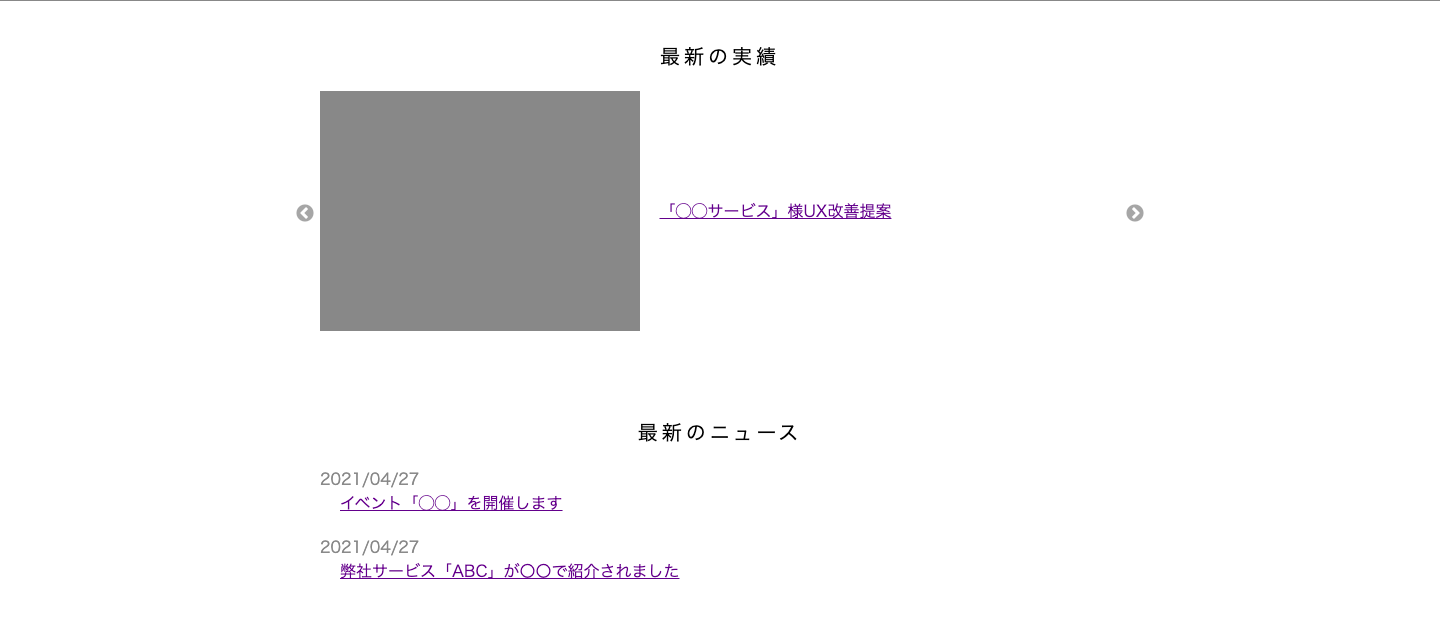 最新の実績
「◯◯サービス」様UX改善提案
最新のニュース
2021/04/27
イベント「◯◯」を開催します
2021/04/27
弊社サービス「ABC」が〇〇で紹介されました